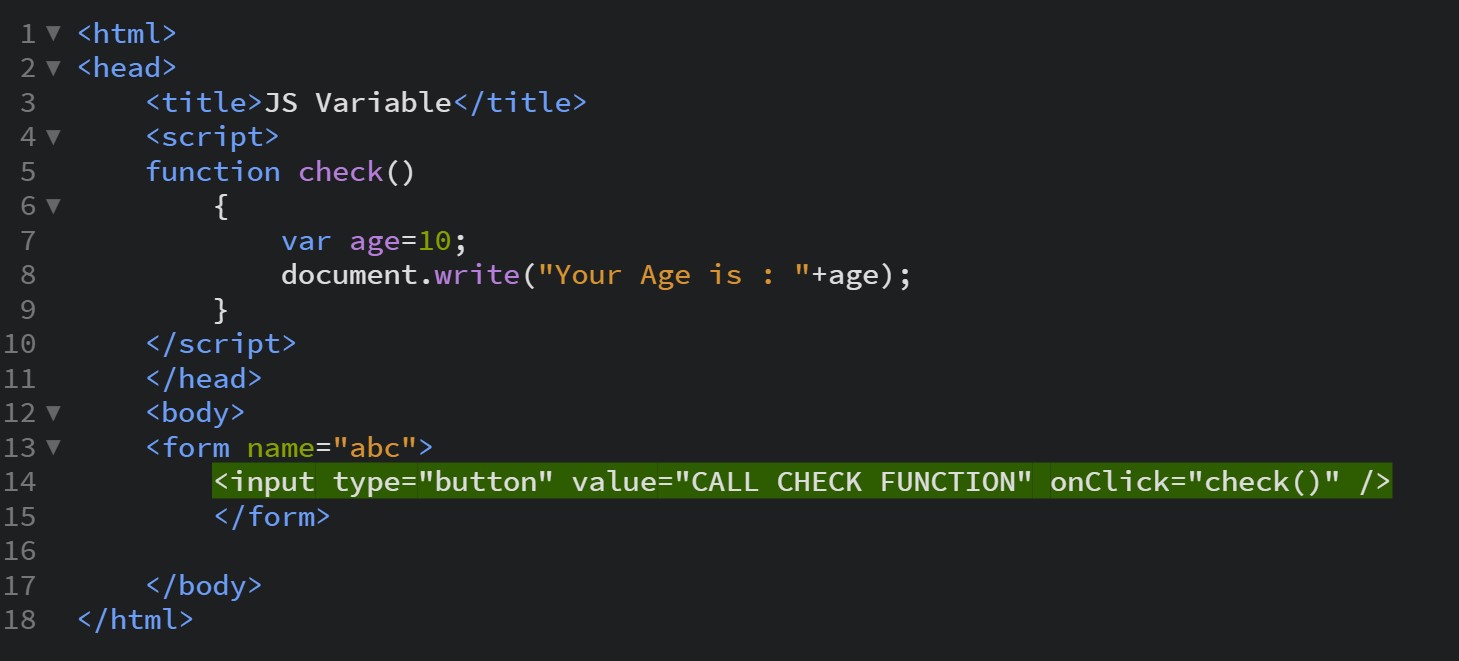 1 ▼ <html>
2 ▼ <head>
3 <title>JS Variable</title>
4 ▼ <script>
5 function check()
6 ▼ {
7 var age=10;
8 document.write("Your Age is : "+age);
9 }
10 </script>
11 </head>
12 ▼ <body>
13 ▼ <form name="abc">
14 <input type="button" value="CALL CHECK FUNCTION" onClick="check()" />
15 </form>
16
17 </body>
18 </html>